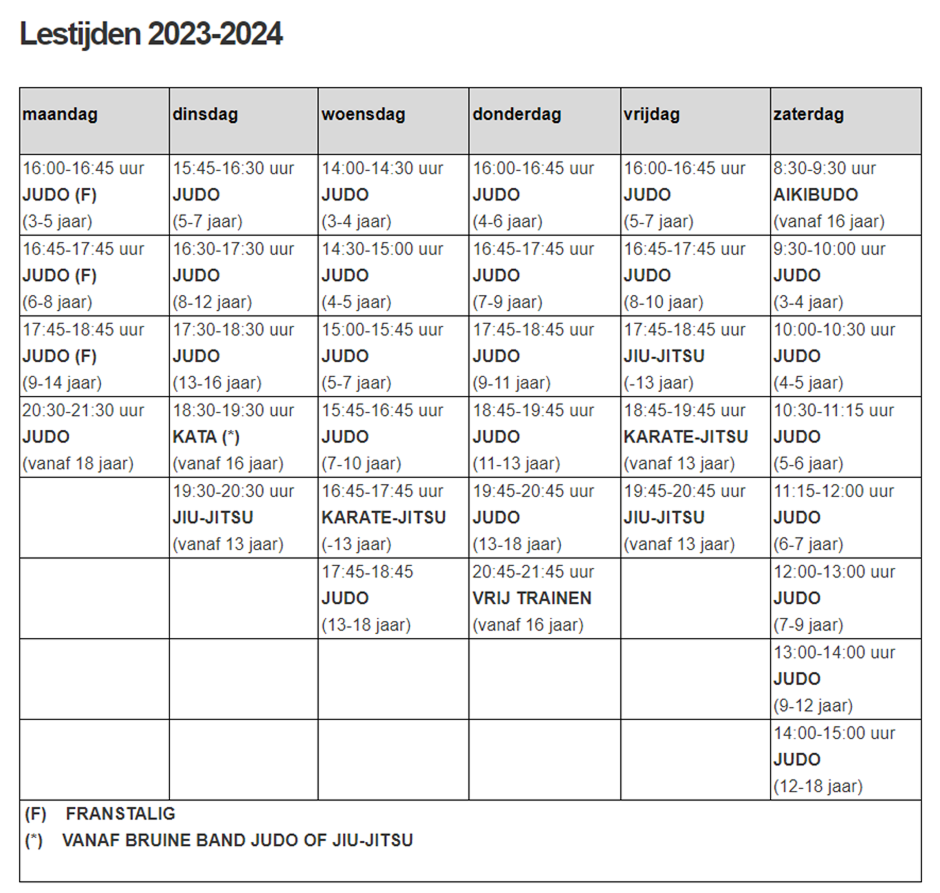 Lestijden 2023-2024
maandag dinsdag woensdag donderdag vrijdag zaterdag
16:00-16:45 uur 15:45-16:30 uur 14:00-14:30 uur 16:00-16:45 uur 16:00-16:45 uur 8:30-9:30 uur
JUDO (F) JUDO JUDO JUDO JUDO AIKIBUDO
(3-5 jaar) (5-7 jaar) (3-4 jaar) (4-6 jaar) (5-7 jaar) (vanaf 16 jaar)
16:45-17:45 uur 16:30-17:30 uur 14:30-15:00 uur 16:45-17:45 uur 16:45-17:45 uur 9:30-10:00 uur
JUDO (F) JUDO JUDO JUDO JUDO JUDO
(6-8 jaar) (8-12 jaar) (4-5 jaar) (7-9 jaar) (8-10 jaar) (3-4 jaar)
17:45-18:45 uur 17:30-18:30 uur 15:00-15:45 uur 17:45-18:45 uur 17:45-18:45 uur 10:00-10:30 uur
JUDO (F) JUDO JUDO JUDO JIU-JITSU JUDO
(9-14 jaar) (13-16 jaar) (5-7 jaar) (9-11 jaar) (-13 jaar) (4-5 jaar)
20:30-21:30 uur 18:30-19:30 uur 15:45-16:45 uur 18:45-19:45 uur 18:45-19:45 uur 10:30-11:15 uur
JUDO KATA (*) JUDO JUDO KARATE-JITSU JUDO
(vanaf 18 jaar) (vanaf 16 jaar) (7-10 jaar) (11-13 jaar) (vanaf 13 jaar) (5-6 jaar)
19:30-20:30 uur 16:45-17:45 uur 19:45-20:45 uur 19:45-20:45 uur 11:15-12:00 uur
JIU-JITSU KARATE-JITSU JUDO JIU-JITSU JUDO
(vanaf 13 jaar) (-13 jaar) (13-18 jaar) (vanaf 13 jaar) (6-7 jaar)
17:45-18:45 20:45-21:45 uur 12:00-13:00 uur
JUDO VRIJ TRAINEN JUDO
(13-18 jaar) (vanaf 16 jaar) (7-9 jaar)
13:00-14:00 uur
JUDO
(9-12 jaar)
14:00-15:00 uur
JUDO
(12-18 jaar)
(F) FRANSTALIG
(*) VANAF BRUINE BAND JUDO OF JIU-JITSU